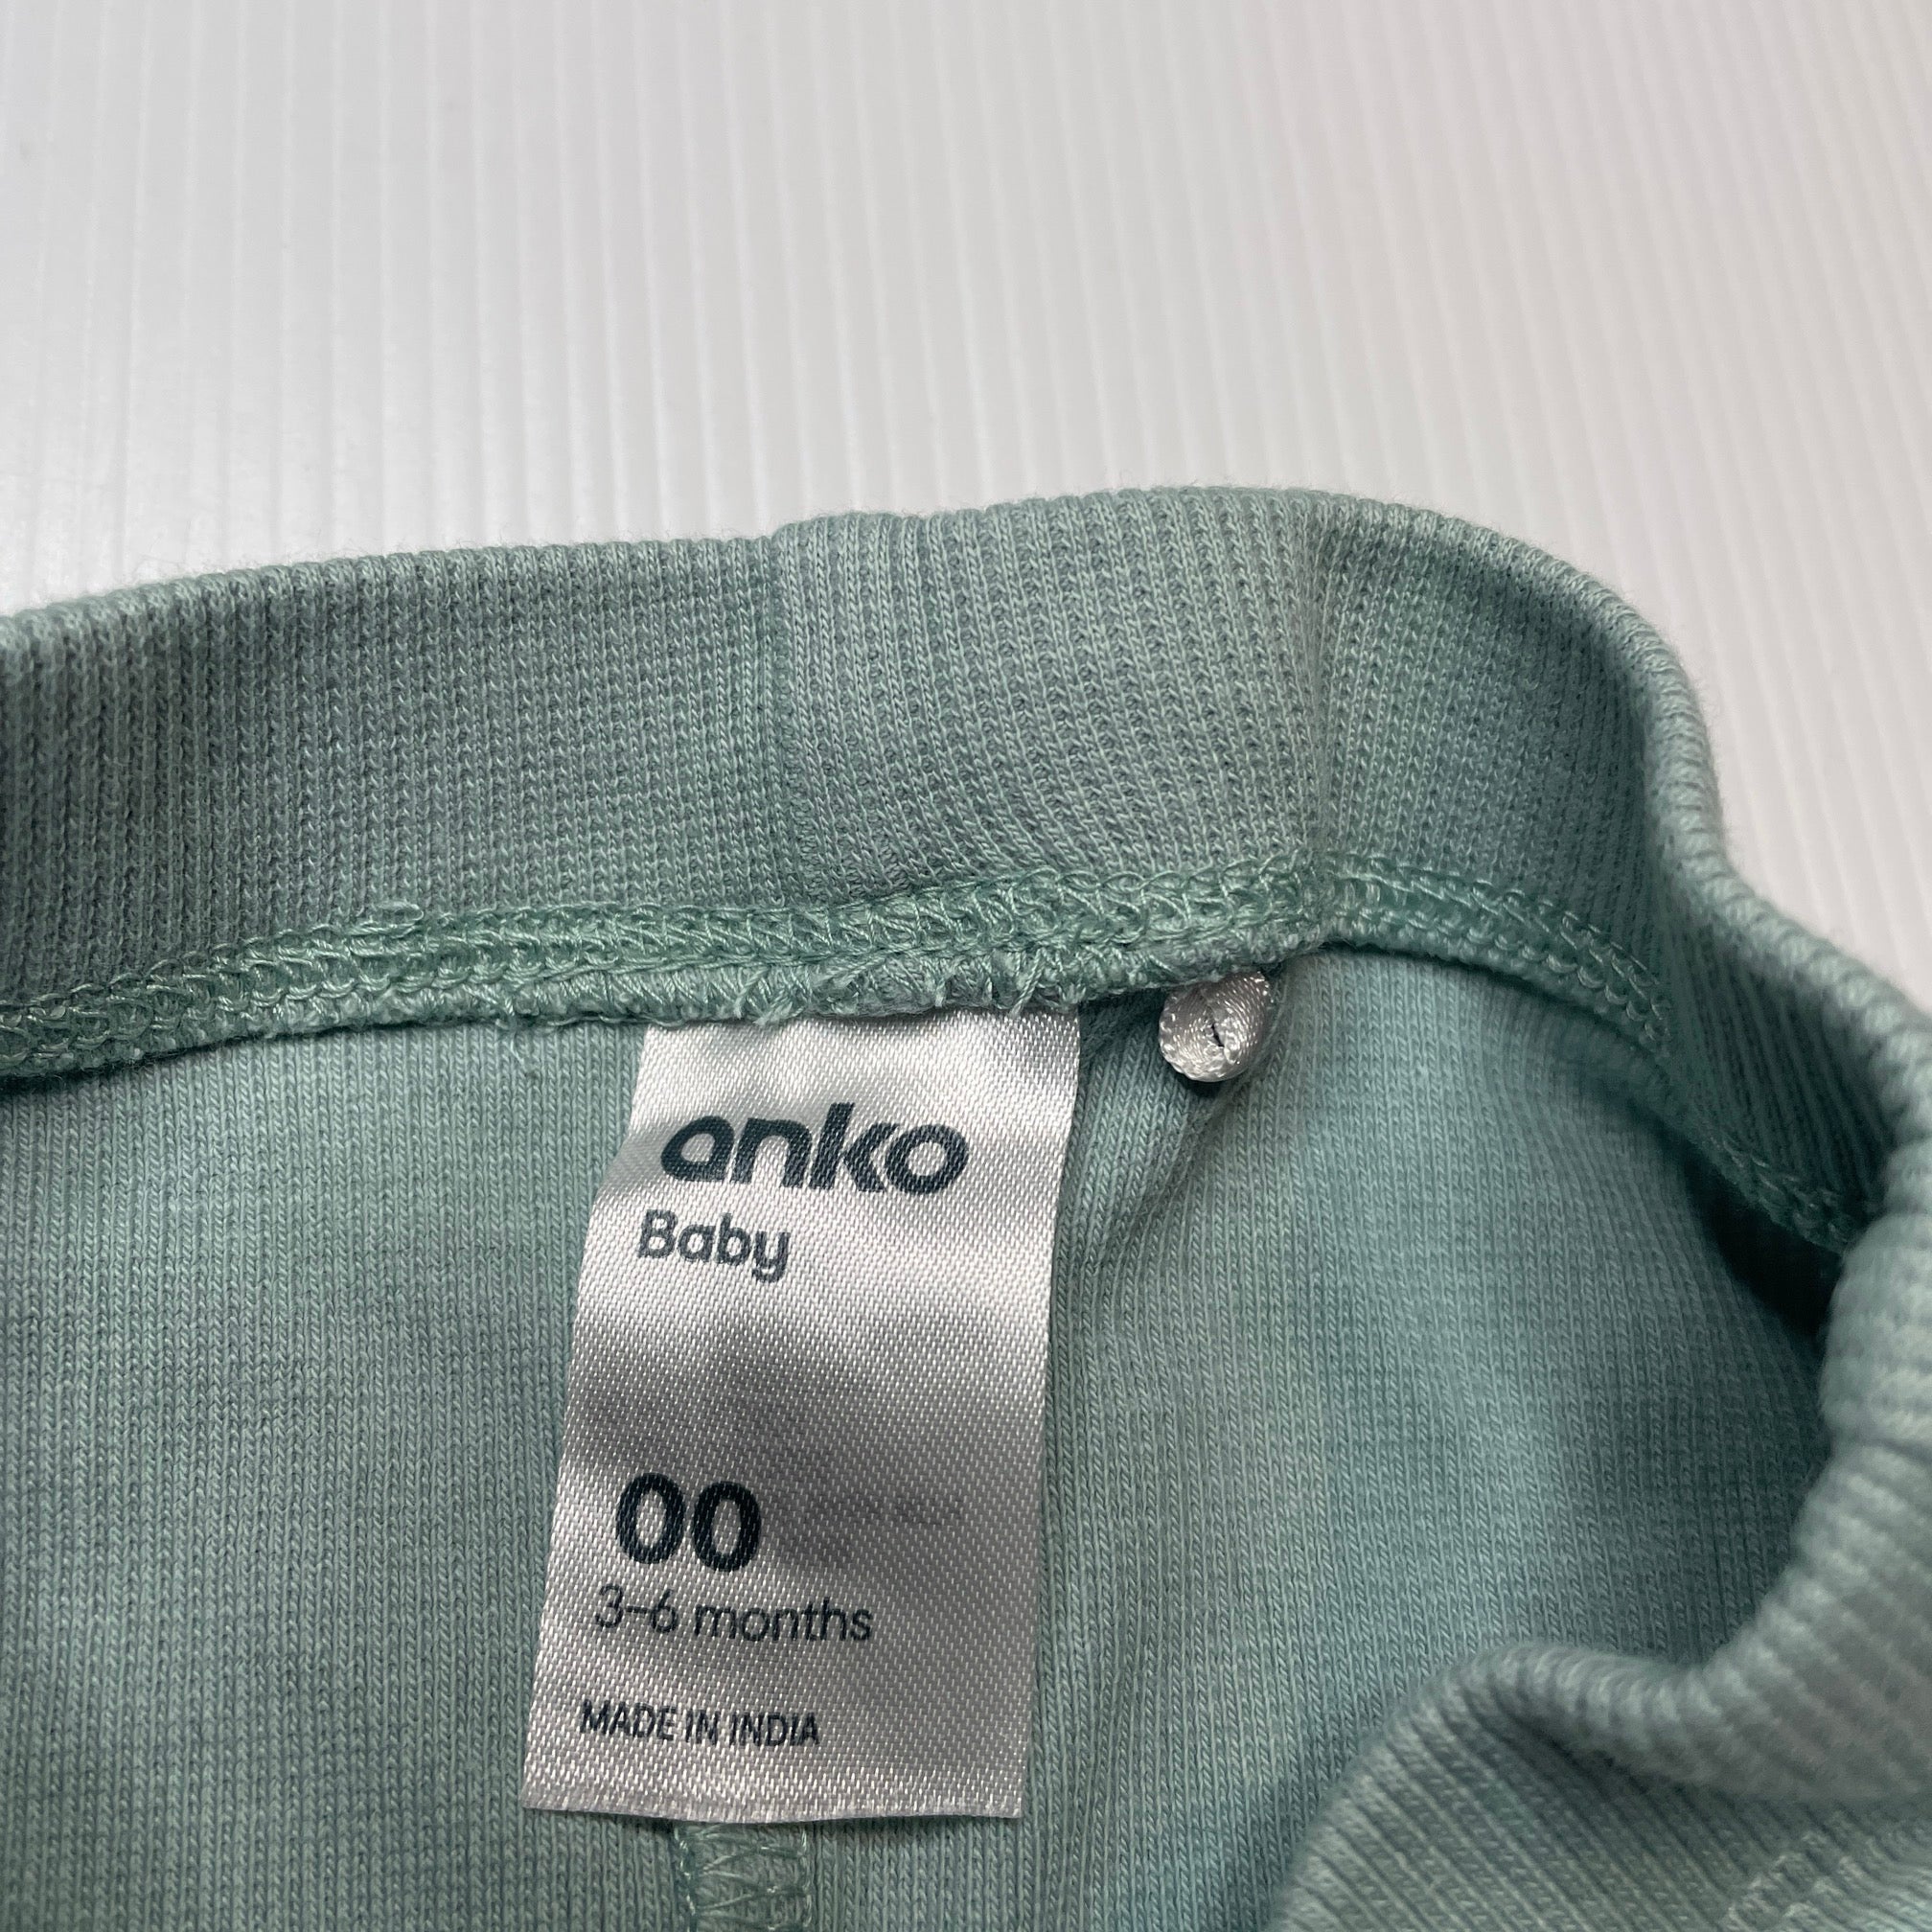 anko
Baby
00
3-6 months
MADE IN INDIA